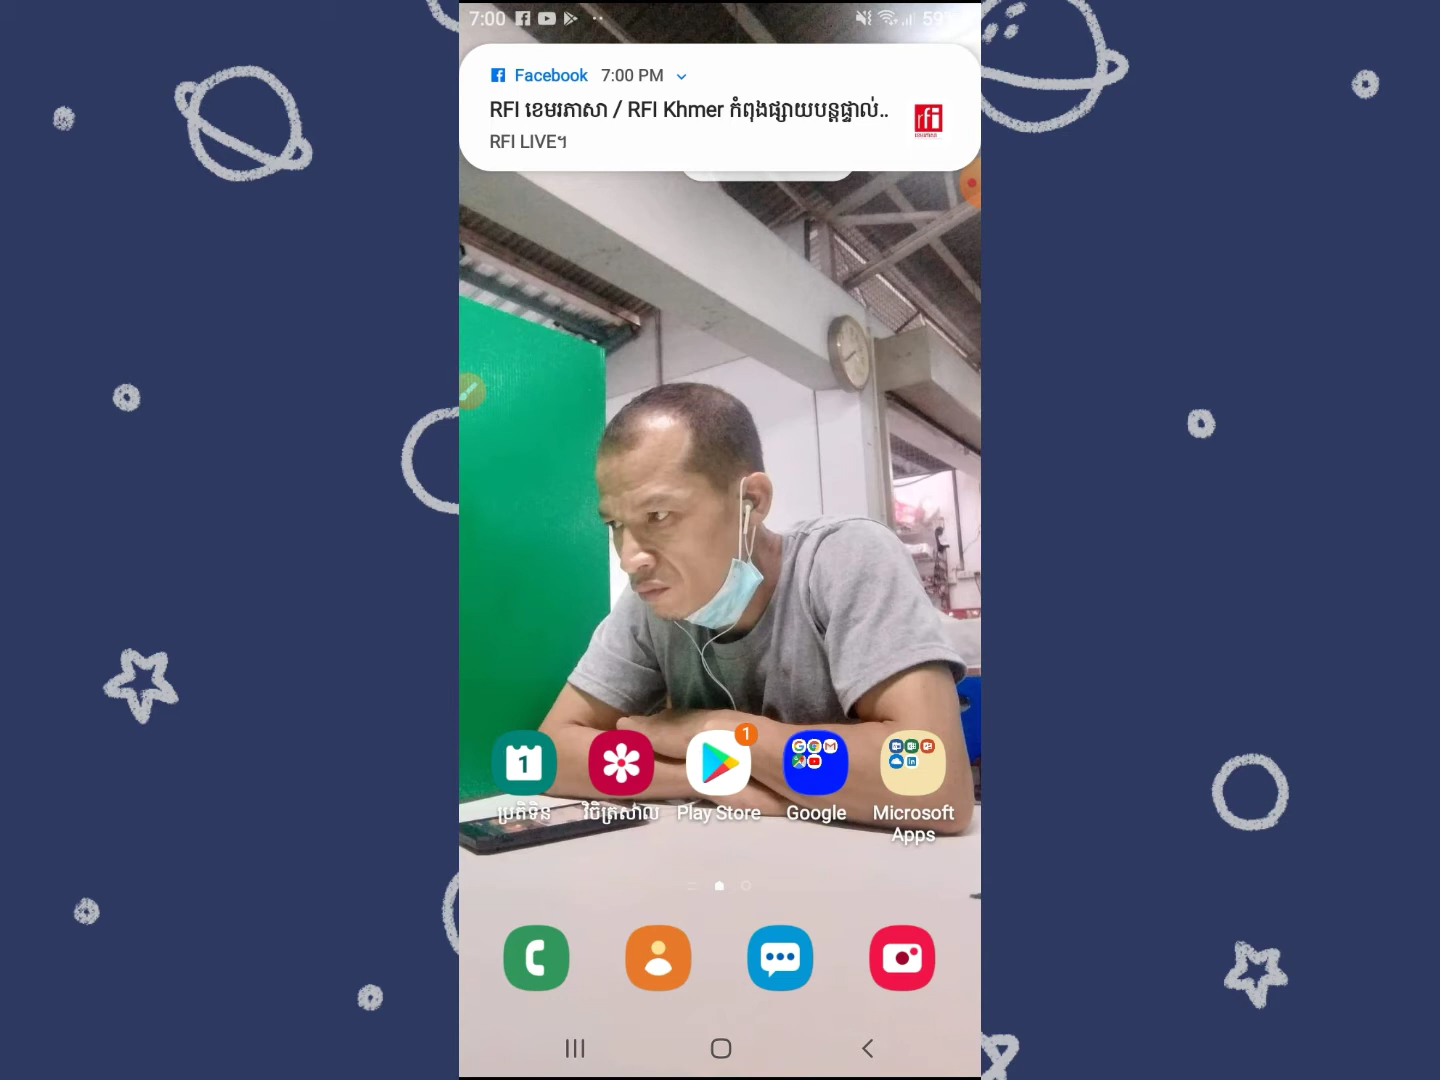 7:00
59%
Facebook 7:00 PM
RFI ខេមរភាសា / RFI Khmer កំពុងផ្សាយបន្តផ្ទាល់..
RFI LIVE។
rfi
1
1
ប្រតិទិន
វិចិត្រសាល
Play Store
Google
Microsoft
Apps